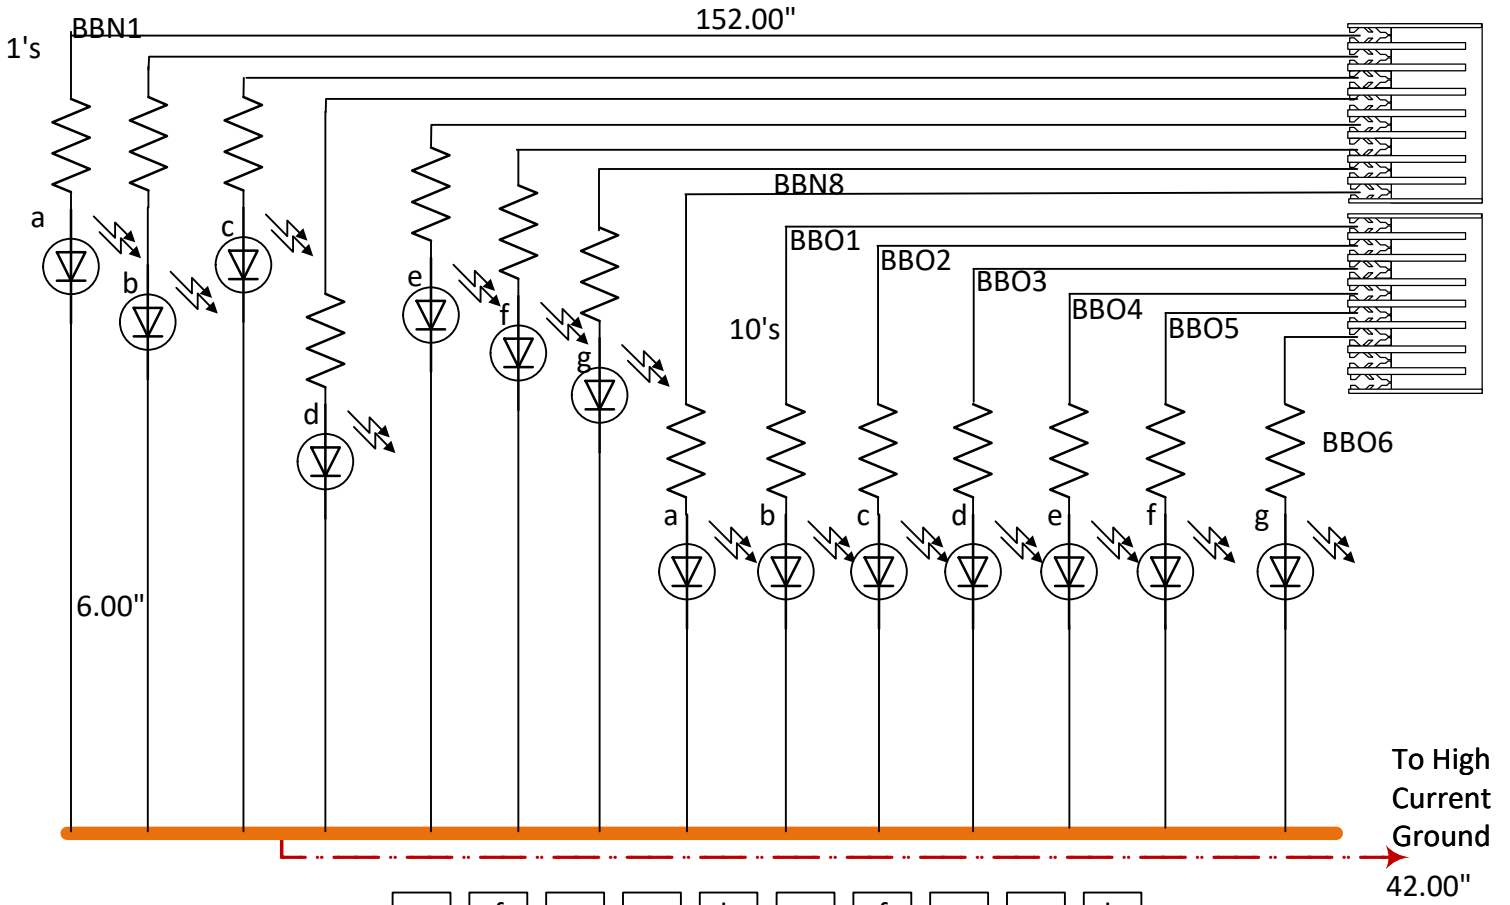 BBN1
152.00"
1's
BBN8
a
c
b
e
f
g
d
BBO1
BBO2
BBO3
BBO4
BBO5
10's
BBO6
a
b
c
d
e
f
g
6.00"
To High
Current
Ground
42.00"